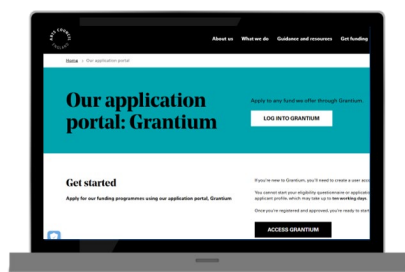 ARTS COUNCIL ENGLAND
About us What we do Guidance and resources Get funding
Home / Our application portal
Our application
portal: Grantium
Apply to any fund we offer through Grantium.
LOG INTO GRANTIUM
Get started
Apply for our funding programmes using our application portal, Grantium
If you're new to Grantium, you'll need to create a user acco
You cannot start your eligibility questionnaire or applicatio
applicant profile, which may take up to ten working days.
Once you're registered and approved, you're ready to start
ACCESS GRANTIUM